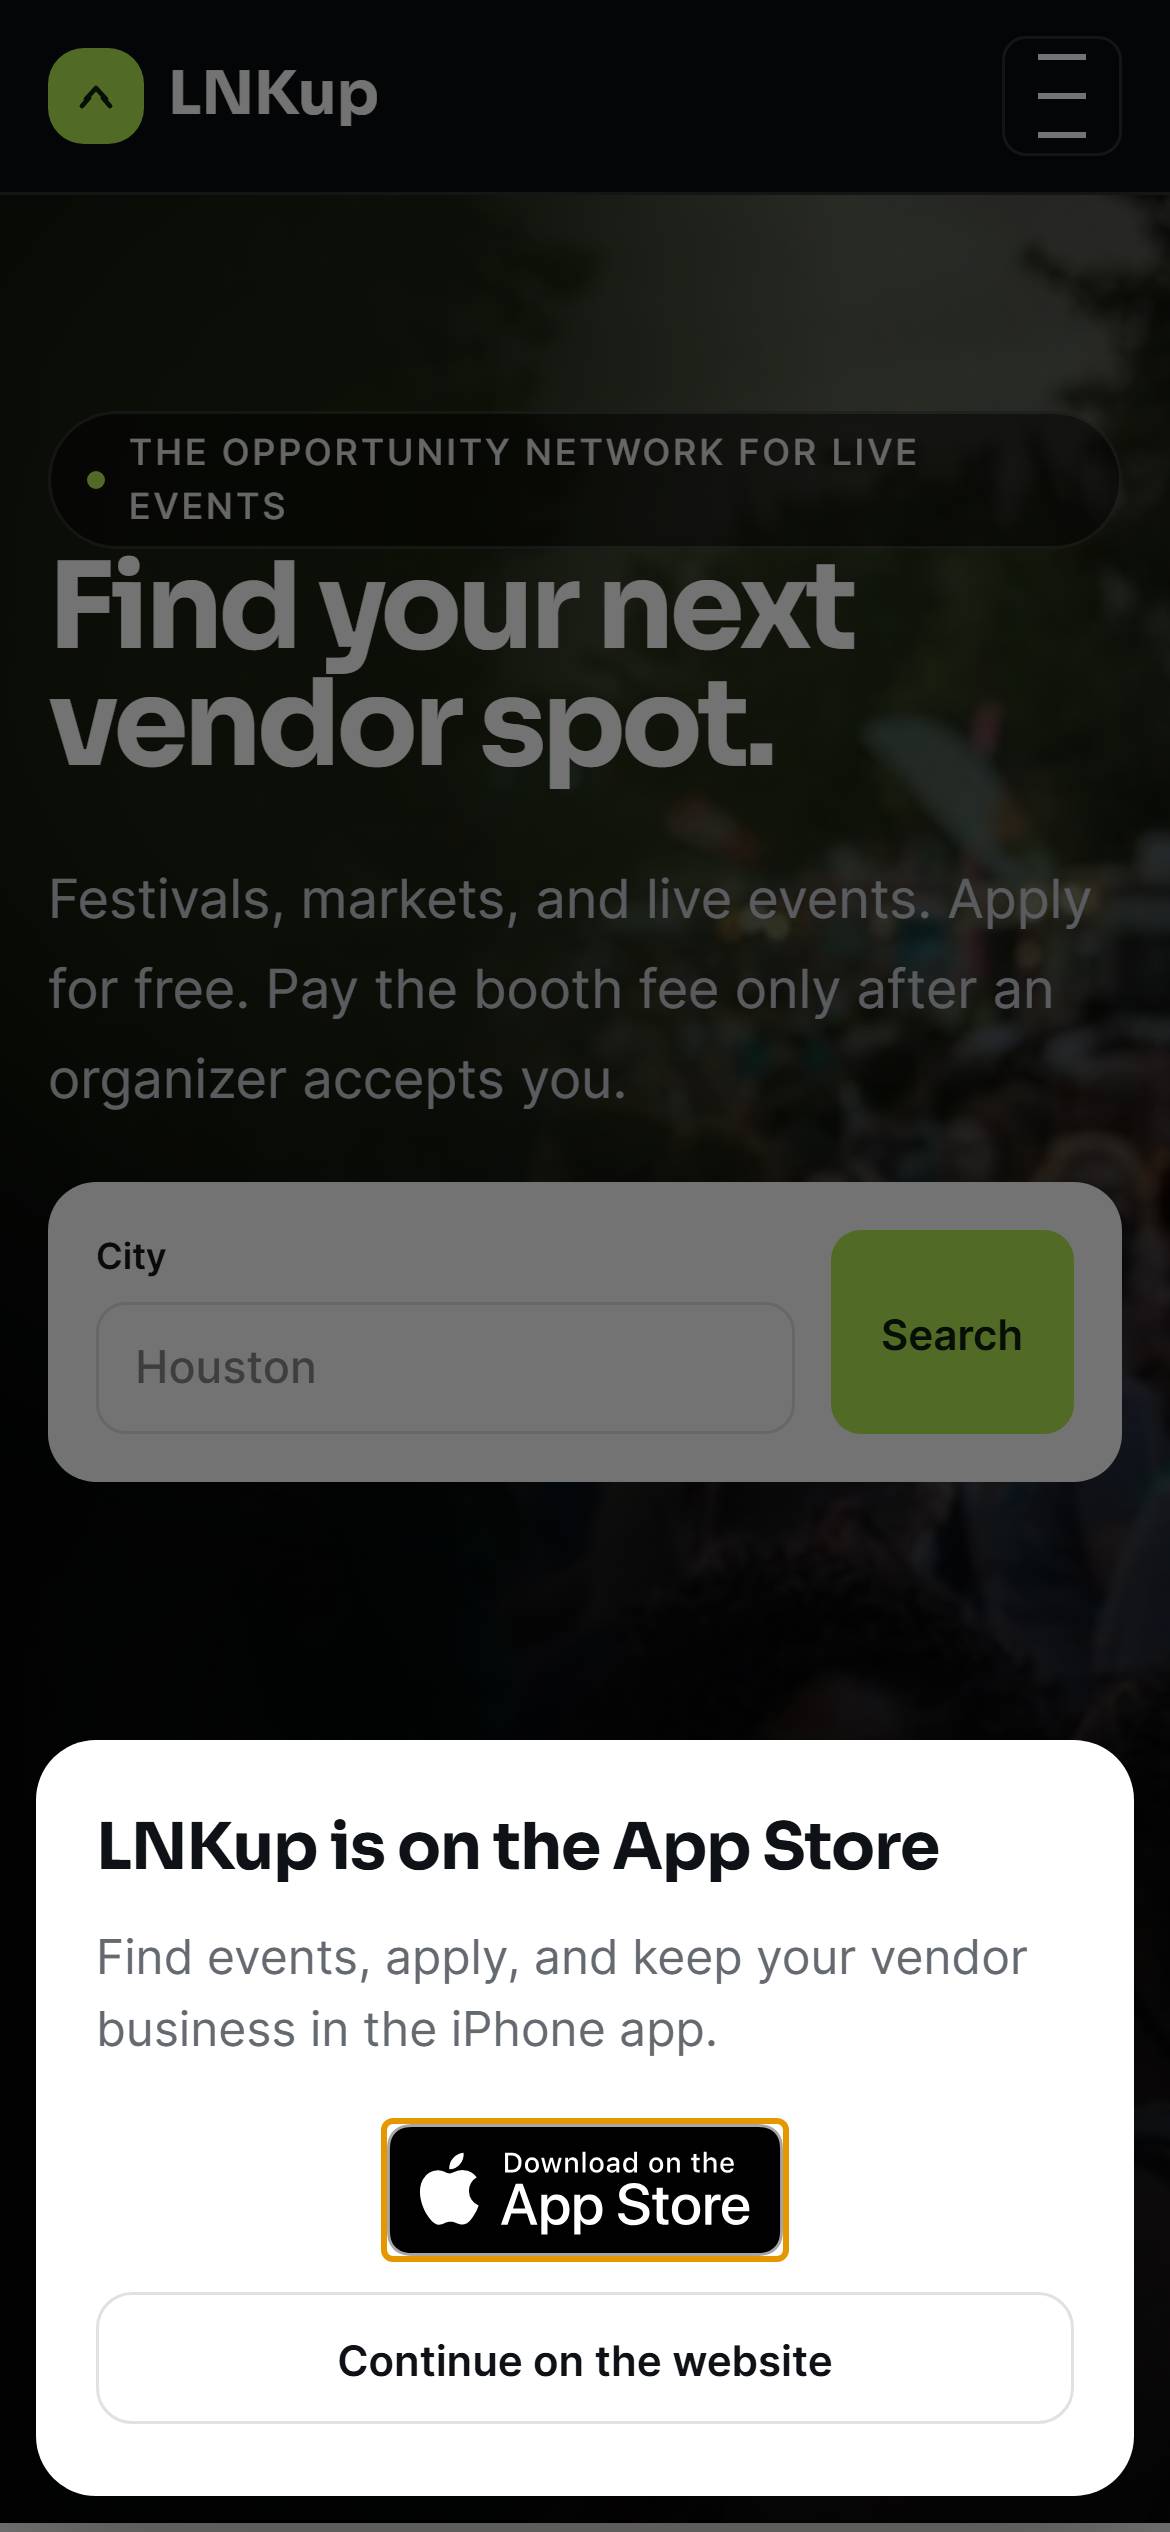 LNKup
THE OPPORTUNITY NETWORK FOR LIVE
EVENTS
Find your next
vendor spot.
Festivals, markets, and live events. Apply
for free. Pay the booth fee only after an
organizer accepts you.
City
Houston
Search
LNKup is on the App Store
Find events, apply, and keep your vendor
business in the iPhone app.
Download on the
App Store
Continue on the website